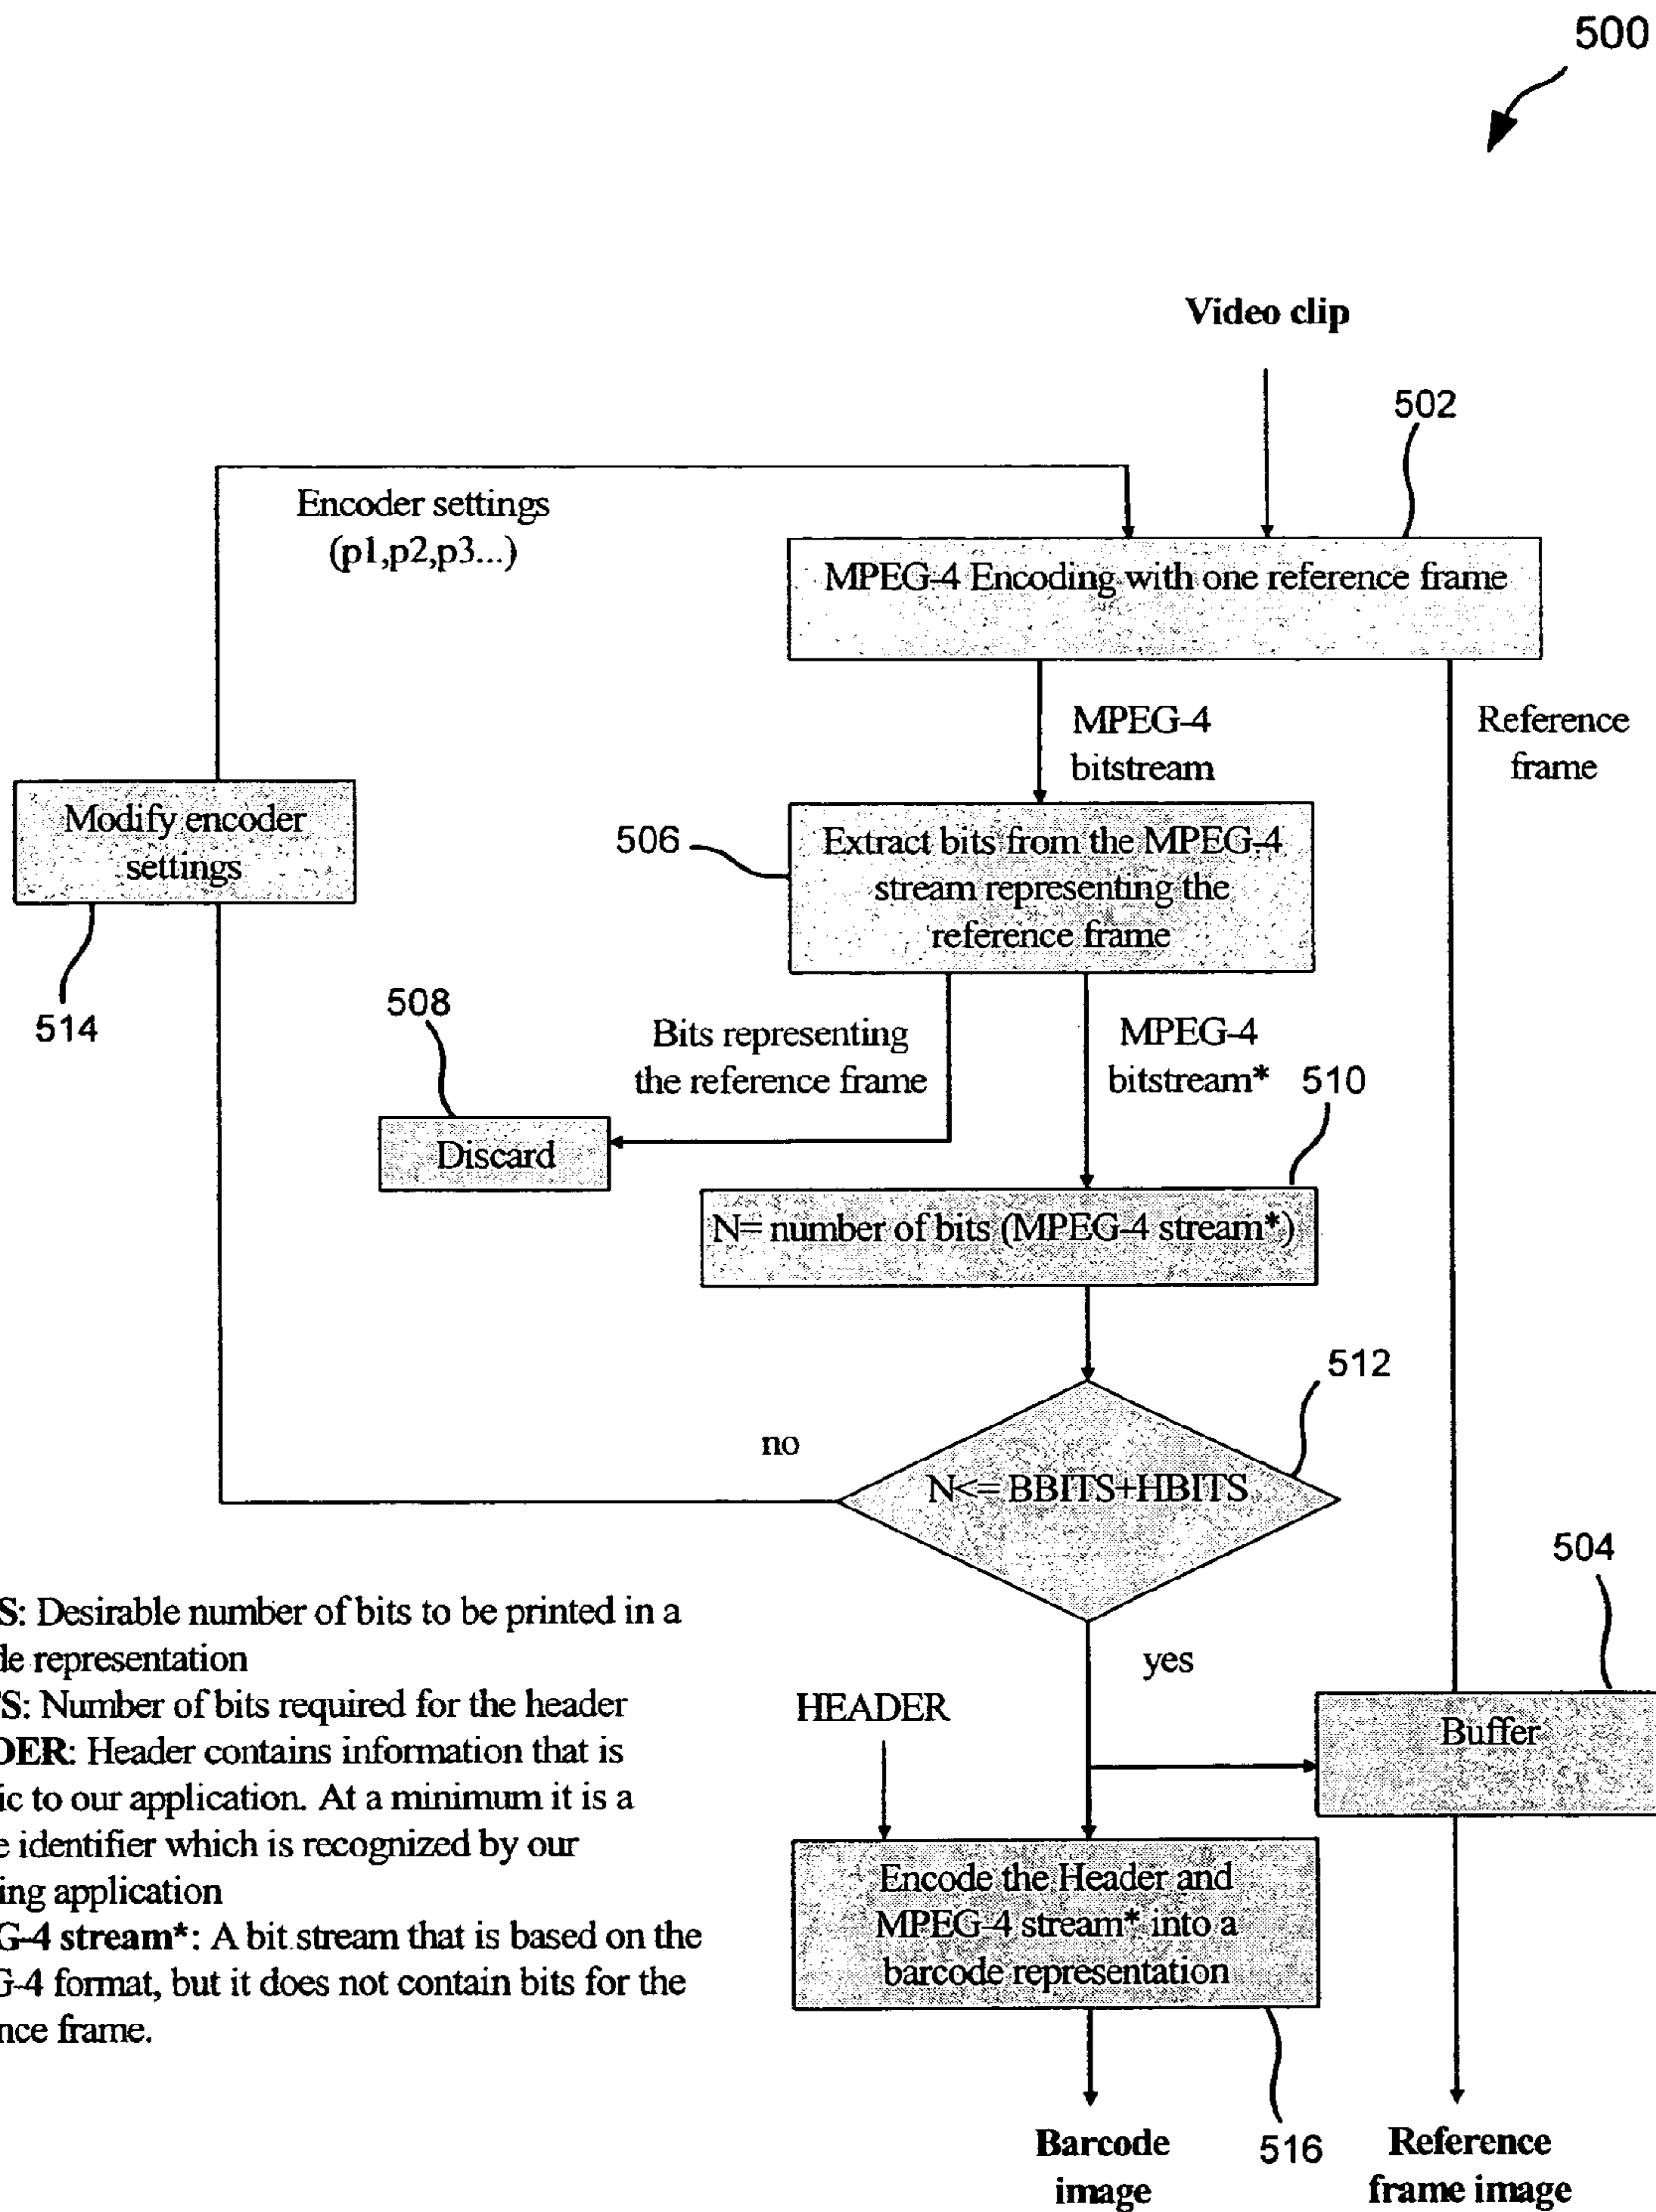 500
Video clip
502
Encoder settings
(p1,p2,p3...)
MPEG-4 Encoding with one reference frame
MPEG-4
bitstream
Reference
frame
Modify encoder
settings
514
506
Extract bits from the MPEG-4
stream representing the
reference frame
508
Bits representing
the reference frame
MPEG-4
bitstream*
510
Discard
N= number of bits (MPEG-4 stream*)
512
no
N<= BBITS+HBITS
yes
504
Buffer
HEADER
Encode the Header and
MPEG-4 stream* into a
barcode representation
516
Barcode
image
Reference
frame image
S: Desirable number of bits to be printed in a
representation
S: Number of bits required for the header
DER: Header contains information that is
ic to our application. At a minimum it is a
e identifier which is recognized by our
ing application
G-4 stream*: A bit stream that is based on the
G-4 format, but it does not contain bits for the
nce frame.